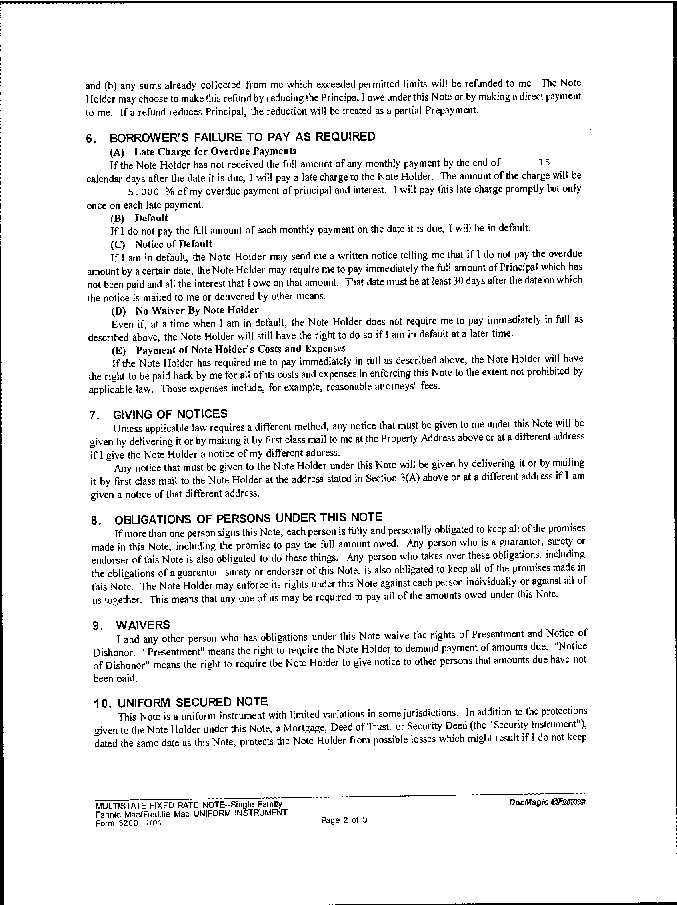 and (b) any sums already collected from me which exceeded permitted limits will be refunded to me. The Note
Holder may choose to make this refund by reducing the Principal I owe under this Note or by making a direct payment
to me. If a refund reduces Principal, the reduction will be treated as a partial Prepayment.
6. BORROWER'S FAILURE TO PAY AS REQUIRED
(A) Late Charge for Overdue Payments
If the Note Holder has not received the full amount of any monthly payment by the end of 15
calendar days after the date it is due, I will pay a late charge to the Note Holder. The amount of the charge will be
5.000 % of my overdue payment of principal and interest. I will pay this late charge promptly but only
once on each late payment.
(B) Default
If I do not pay the full amount of each monthly payment on the date it is due, I will be in default.
(C) Notice of Default
If I am in default, the Note Holder may send me a written notice telling me that if I do not pay the overdue
amount by a certain date, the Note Holder may require me to pay immediately the full amount of Principal which has
not been paid and all the interest that I owe on that amount. That date must be at least 30 days after the date on which
the notice is mailed to me or delivered by other means.
(D) No Waiver By Note Holder
Even if, at a time when I am in default, the Note Holder does not require me to pay immediately in full as
described above, the Note Holder will still have the right to do so if I am in default at a later time.
(E) Payment of Note Holder's Costs and Expenses
If the Note Holder has required me to pay immediately in full as described above, the Note Holder will have
the right to be paid back by me for all of its costs and expenses in enforcing this Note to the extent not prohibited by
applicable law. Those expenses include, for example, reasonable attorneys' fees.
7. GIVING OF NOTICES
Unless applicable law requires a different method, any notice that must be given to me under this Note will be
given by delivering it or by mailing it by first class mail to me at the Property Address above or at a different address
if I give the Note Holder a notice of my different address.
Any notice that must be given to the Note Holder under this Note will be given by delivering it or by mailing
it by first class mail to the Note Holder at the address stated in Section 3(A) above or at a different address if I am
given a notice of that different address.
8. OBLIGATIONS OF PERSONS UNDER THIS NOTE
If more than one person signs this Note, each person is fully and personally obligated to keep all of the promises
made in this Note, including the promise to pay the full amount owed. Any person who is a guarantor, surety or
endorser of this Note is also obligated to do these things. Any person who takes over these obligations, including
the obligations of a guarantor, surety or endorser of this Note, is also obligated to keep all of the promises made in
this Note. The Note Holder may enforce its rights under this Note against each person individually or against all of
us together. This means that any one of us may be required to pay all of the amounts owed under this Note.
9. WAIVERS
I and any other person who has obligations under this Note waive the rights of Presentment and Notice of
Dishonor. "Presentment" means the right to require the Note Holder to demand payment of amounts due. "Notice
of Dishonor" means the right to require the Note Holder to give notice to other persons that amounts due have not
been paid.
10. UNIFORM SECURED NOTE
This Note is a uniform instrument with limited variations in some jurisdictions. In addition to the protections
given to the Note Holder under this Note, a Mortgage, Deed of Trust, or Security Deed (the "Security Instrument"),
dated the same date as this Note, protects the Note Holder from possible losses which might result if I do not keep
MULTISTATE FIXED RATE NOTE--Single Family
Fannie Mae/Freddie Mac UNIFORM INSTRUMENT
Form 3200
Page 2 of 3
DocMagic